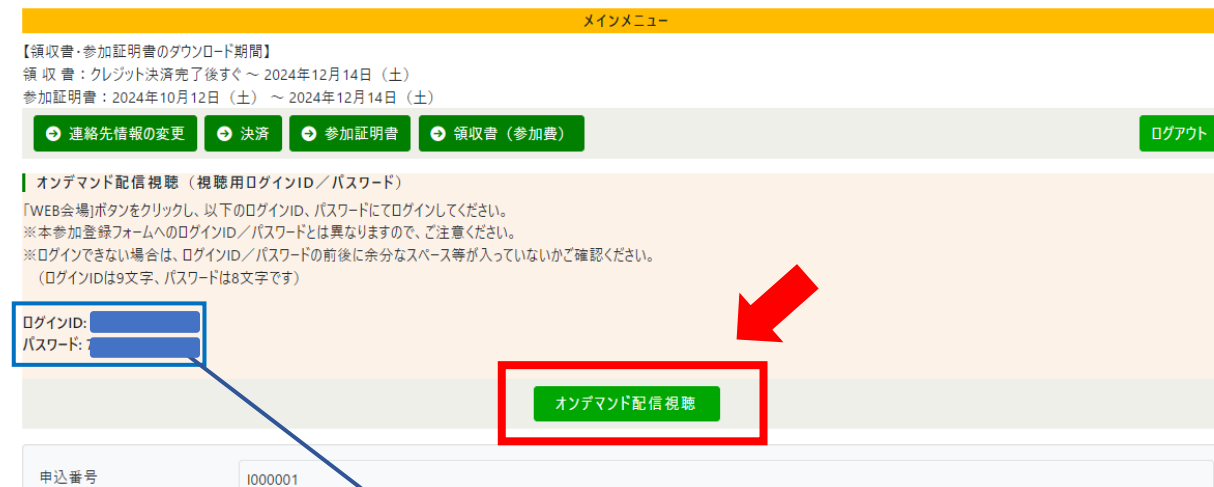 メインメニュー
【領収書・参加証明書のダウンロード期間】
領 収 書：クレジット決済完了後すぐ ～ 2024年12月14日（土）
参加証明書：2024年10月12日（土） ～ 2024年12月14日（土）
連絡先情報の変更 決済 参加証明書 領収書（参加費） ログアウト
オンデマンド配信視聴（視聴用ログインID／パスワード）
「WEB会場]ボタンをクリックし、以下のログインID、パスワードにてログインしてください。
※本参加登録フォームへのログインID／パスワードとは異なりますので、ご注意ください。
※ログインできない場合は、ログインID／パスワードの前後に余分なスペース等が入っていないかご確認ください。
（ログインIDは9文字、パスワードは8文字です）
ログインID:
パスワード:
オンデマンド配信視聴
申込番号 I000001